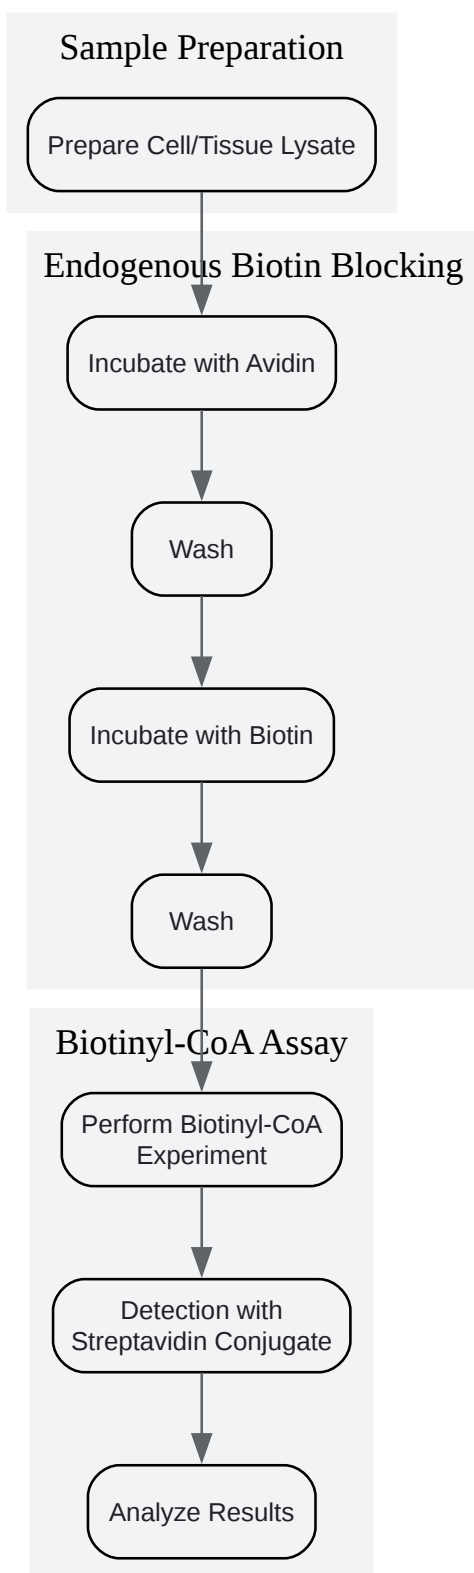 Sample Preparation
Prepare Cell/Tissue Lysate
Endogenous Biotin Blocking
Incubate with Avidin
Wash
Incubate with Biotin
Wash
Biotinyl-CoA Assay
Perform Biotinyl-CoA
Experiment
Detection with
Streptavidin Conjugate
Analyze Results